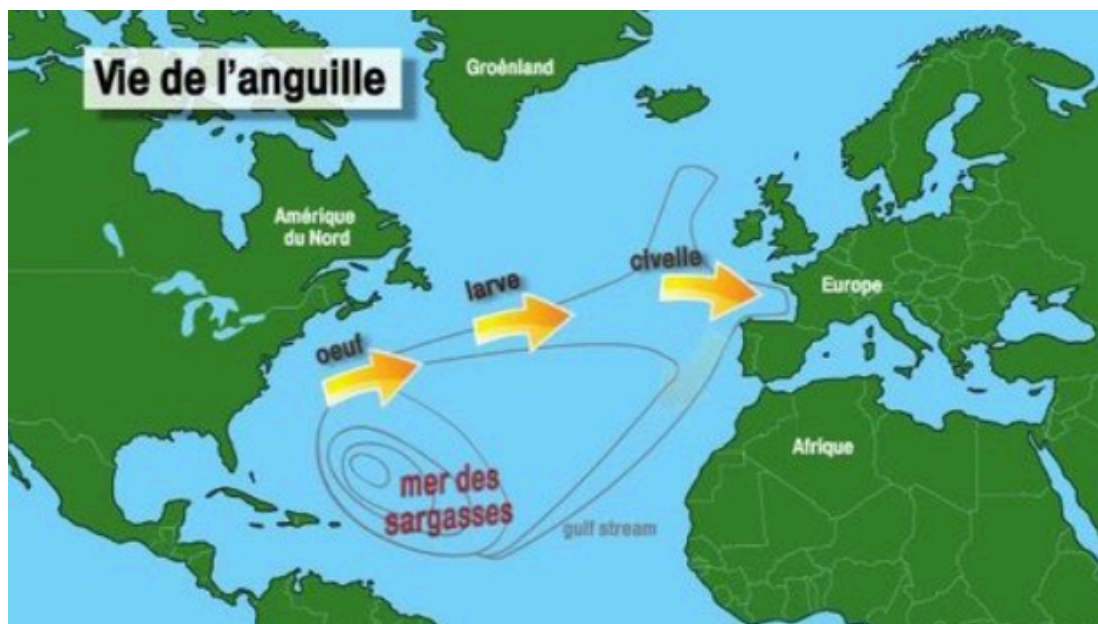 Vie de l'anguille
Groënland
Amérique
du Nord
civelle
larve
Europe
oeuf
Afrique
mer des
sargasses
gulf stream